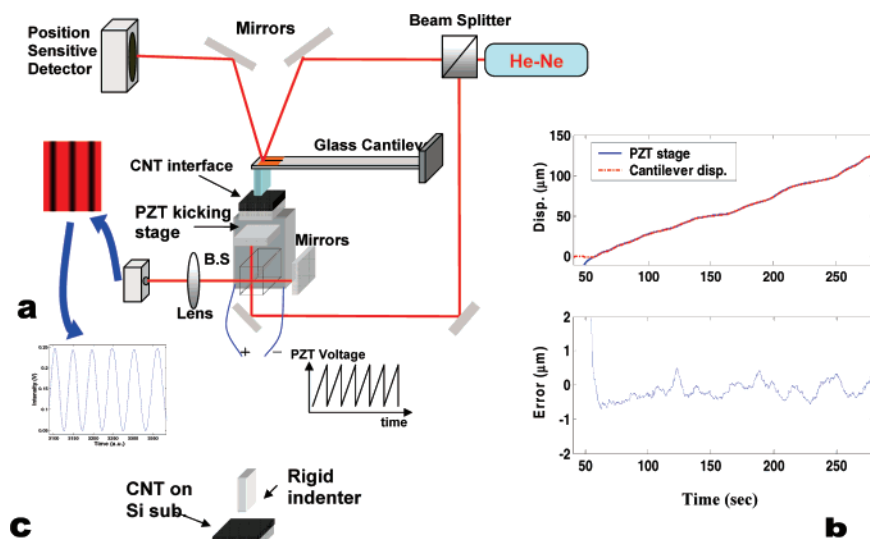 Position
Sensitive
Detector
Mirrors
Beam Splitter
He-Ne
Glass Cantilev
CNT interface
PZT kicking
stage
Mirrors
B.S
Lens
a
+ −
PZT Voltage
time
Intensity (V)
Time (a.u.)
CNT on
Si sub.
Rigid
indenter
c
150
100
50
0
Disp. (μm)
PZT stage
Cantilever disp.
50 100 150 200 250
2
1
0
-1
-2
Error (μm)
50 100 150 200 250
Time (sec)
b